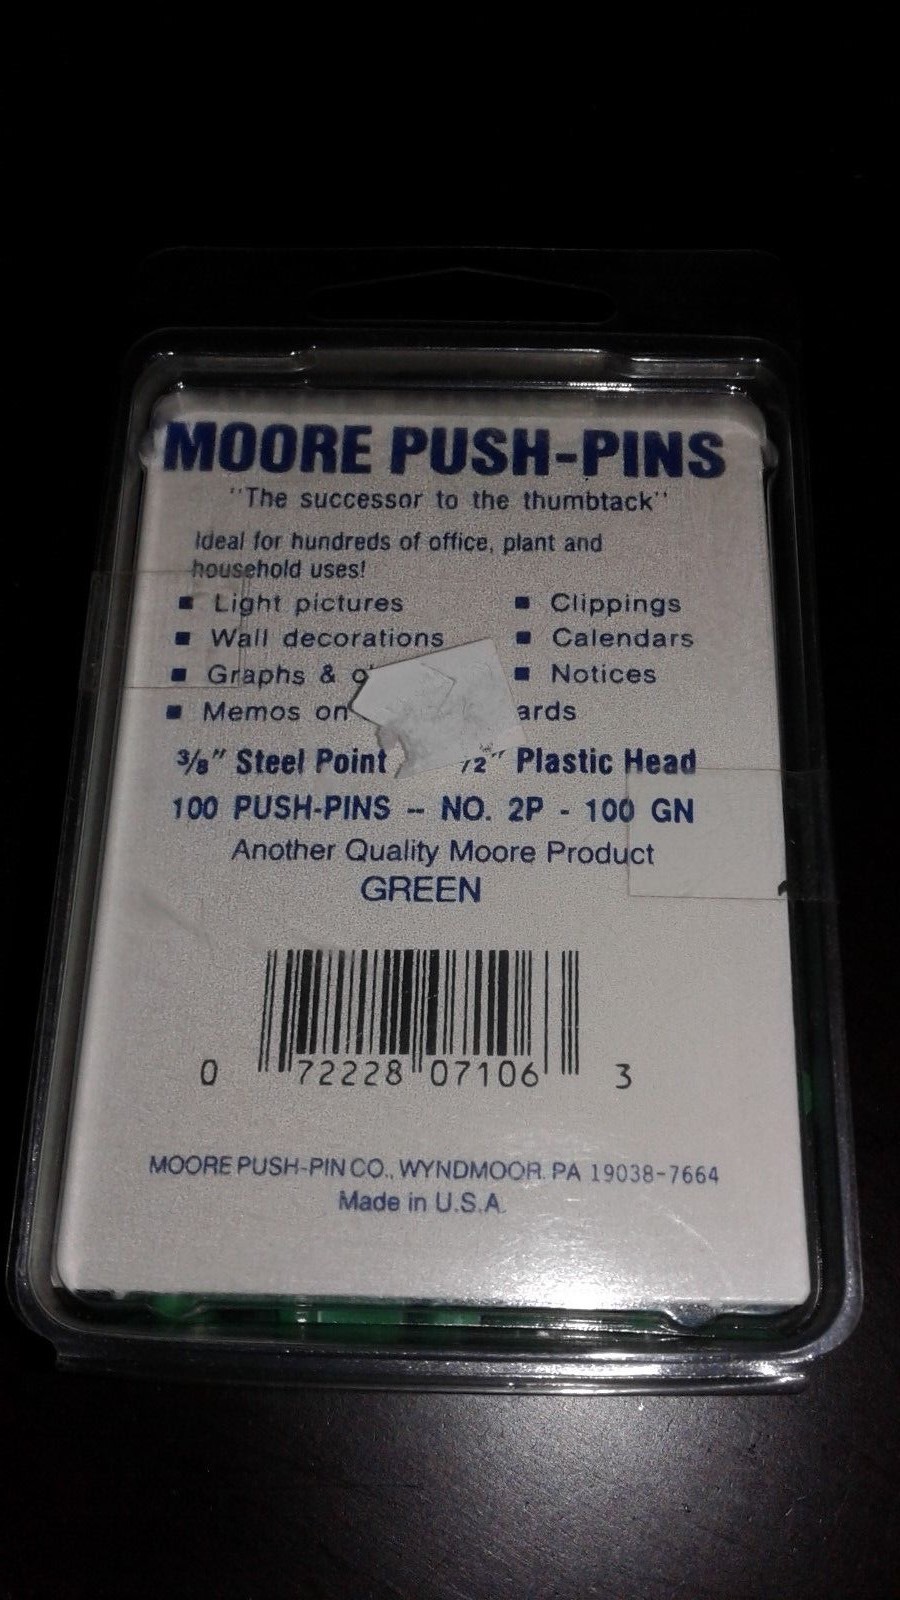 MOORE PUSH-PINS
"The successor to the thumbtack"
Ideal for hundreds of office, plant and
household uses!
■ Light pictures ■ Clippings
■ Wall decorations ■ Calendars
■ Graphs & ■ Notices
■ Memos on
3/8" Steel Point Plastic Head
100 PUSH-PINS -- NO. 2P - 100 GN
Another Quality Moore Product
GREEN
0 72228 07106 3
MOORE PUSH-PIN CO., WYNDMOOR, PA 19038-7664
Made in U.S.A.